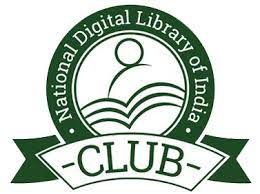 · National Digital Library of India ·
-CLUB-